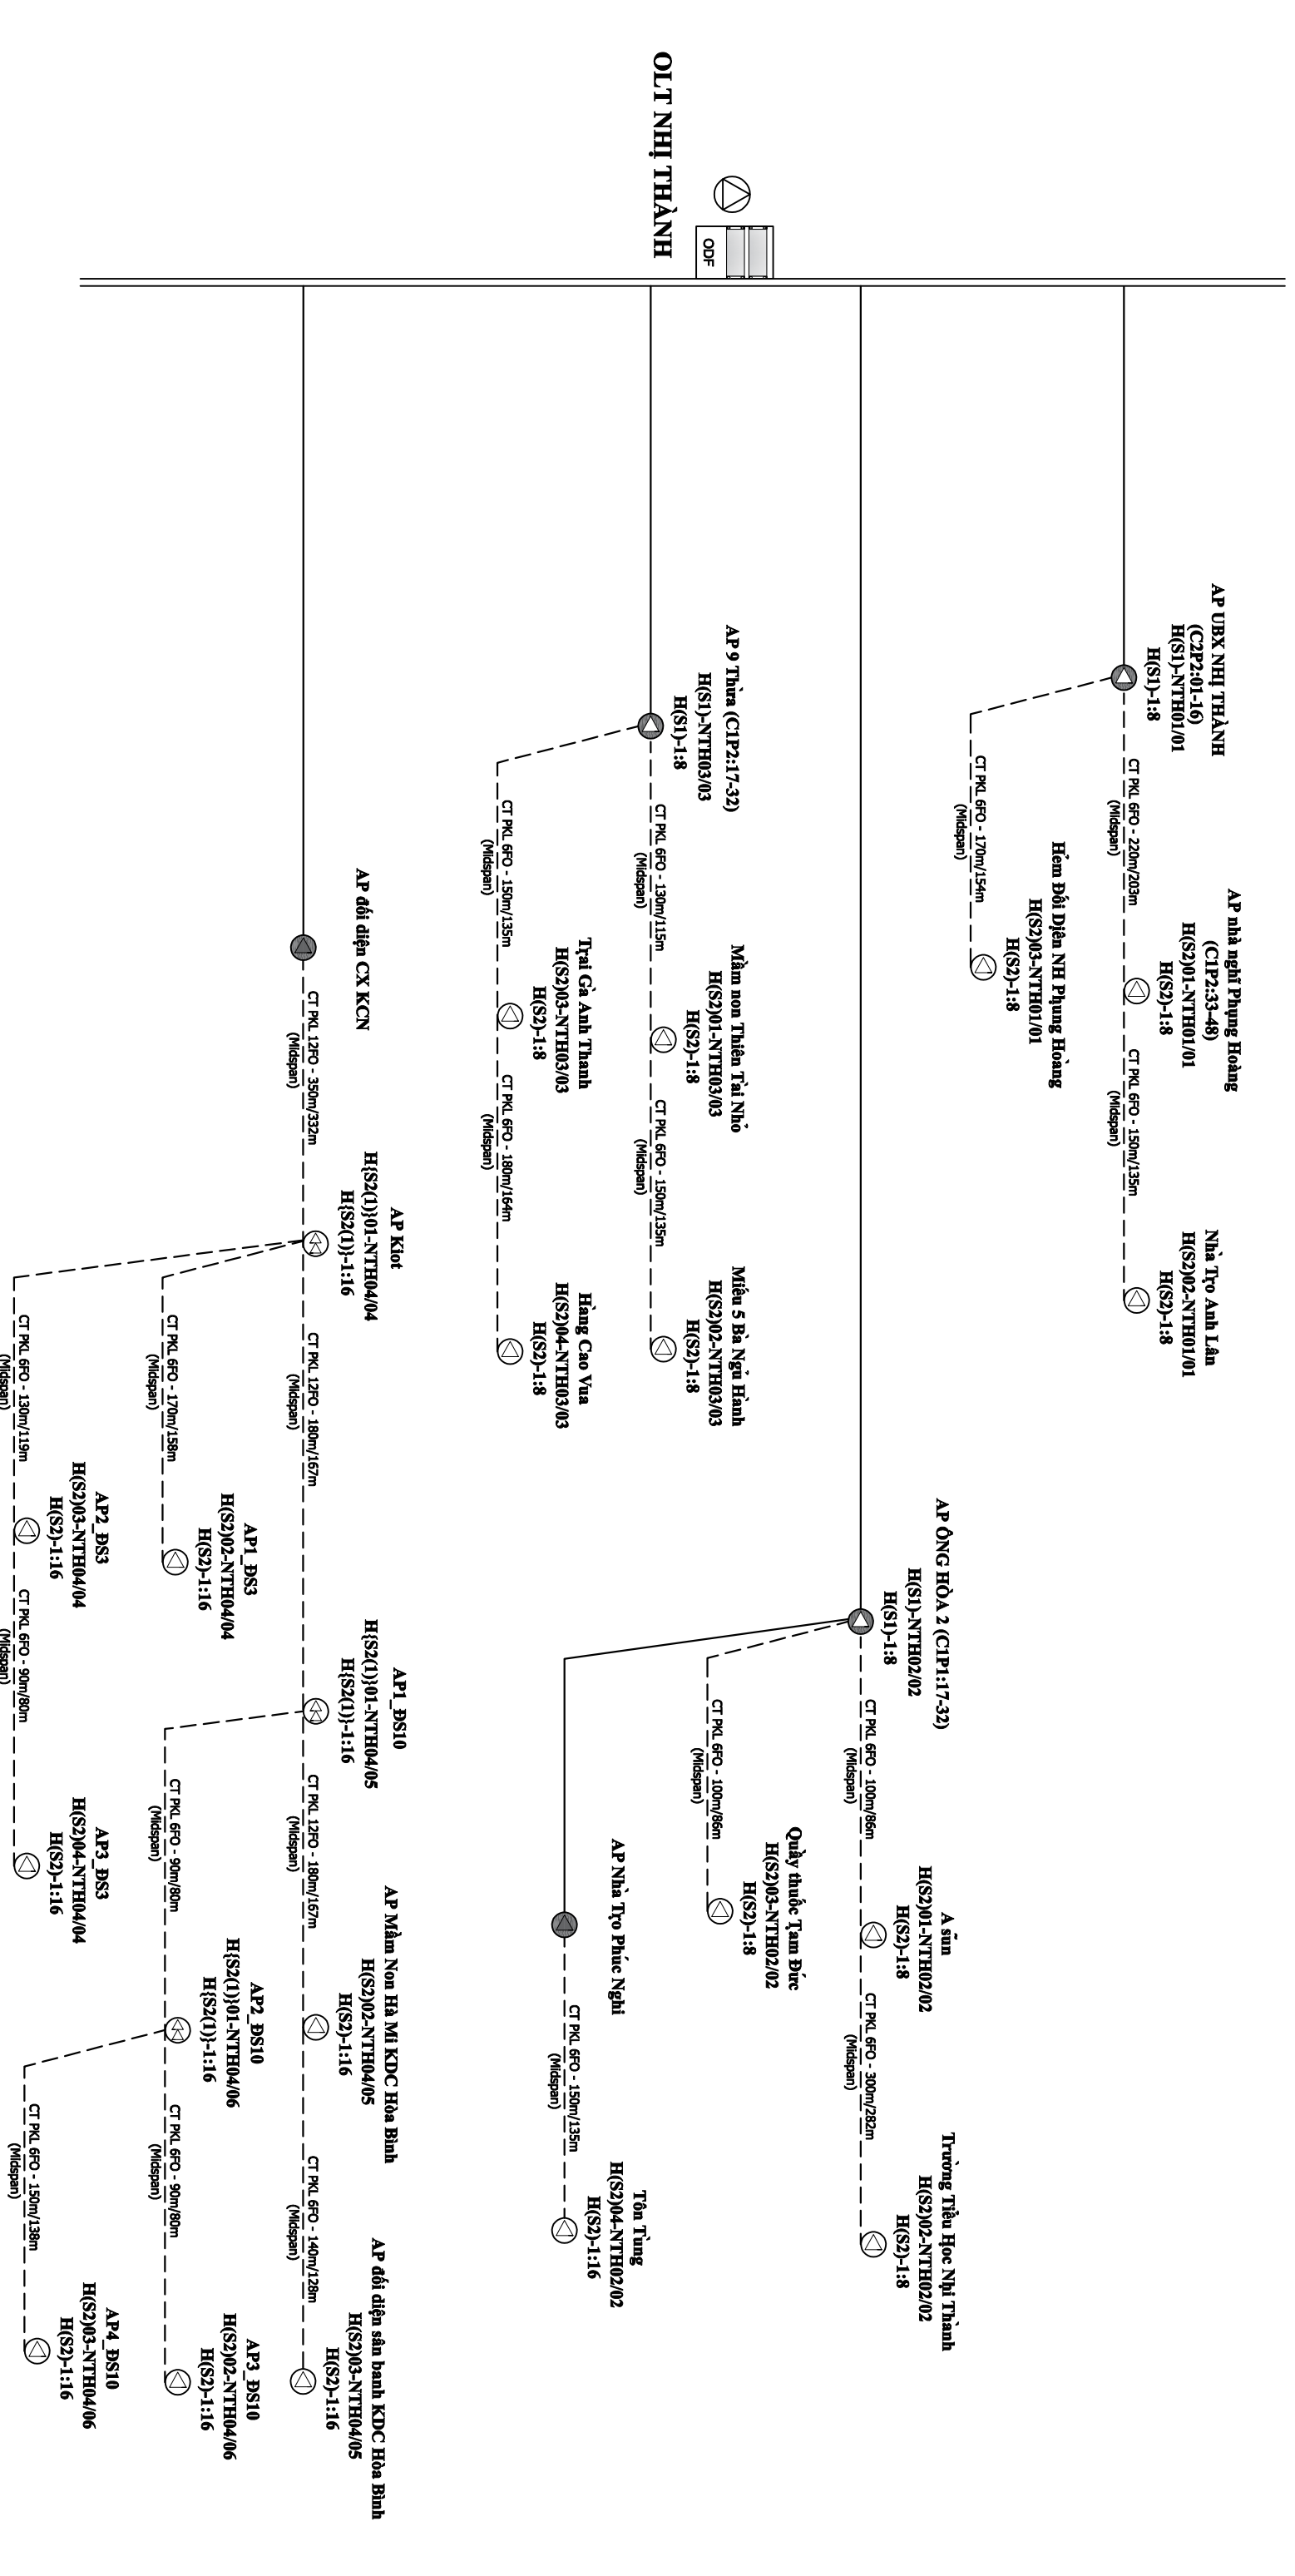 OLT NHỊ THÀNH
ODF
AP UBX NHỊ THÀNH
(C2P2:01-16)
H(S1)-NTH01/01
H(S1)-1:8
CT PKL 6FO - 220m/203m
(Midspan)
AP nhà nghĩ Phụng Hoàng
(C1P2:33-48)
H(S2)01-NTH01/01
H(S2)-1:8
CT PKL 6FO - 150m/135m
(Midspan)
Nhà Trọ Anh Lân
H(S2)02-NTH01/01
H(S2)-1:8
CT PKL 6FO - 170m/154m
(Midspan)
Hẻm Đối Diện NH Phụng Hoàng
H(S2)03-NTH01/01
H(S2)-1:8
AP ÔNG HÒA 2 (C1P1:17-32)
H(S1)-NTH02/02
H(S1)-1:8
CT PKL 6FO - 100m/86m
(Midspan)
A sũn
H(S2)01-NTH02/02
H(S2)-1:8
CT PKL 6FO - 300m/282m
(Midspan)
Trường Tiểu Học Nhị Thành
H(S2)02-NTH02/02
H(S2)-1:8
CT PKL 6FO - 100m/86m
(Midspan)
Quầy thuốc Tạm Đức
H(S2)03-NTH02/02
H(S2)-1:8
AP Nhà Trọ Phúc Nghi
CT PKL 6FO - 150m/135m
(Midspan)
Tôn Tùng
H(S2)04-NTH02/02
H(S2)-1:16
AP 9 Thừa (C1P2:17-32)
H(S1)-NTH03/03
H(S1)-1:8
CT PKL 6FO - 130m/115m
(Midspan)
Mầm non Thiên Tài Nhỏ
H(S2)01-NTH03/03
H(S2)-1:8
CT PKL 6FO - 150m/135m
(Midspan)
Miếu 5 Bà Ngũ Hành
H(S2)02-NTH03/03
H(S2)-1:8
CT PKL 6FO - 150m/135m
(Midspan)
Trại Gà Anh Thanh
H(S2)03-NTH03/03
H(S2)-1:8
CT PKL 6FO - 180m/164m
(Midspan)
Hàng Cao Vua
H(S2)04-NTH03/03
H(S2)-1:8
AP đối diện CX KCN
CT PKL 12FO - 350m/332m
(Midspan)
AP Kiot
H{S2(1)}01-NTH04/04
H{S2(1)}-1:16
CT PKL 12FO - 180m/167m
(Midspan)
AP1_ĐS10
H{S2(1)}01-NTH04/05
H{S2(1)}-1:16
CT PKL 12FO - 180m/167m
(Midspan)
AP Mầm Non Hà Mi KDC Hòa Bình
H(S2)02-NTH04/05
H(S2)-1:16
CT PKL 6FO - 140m/128m
(Midspan)
AP đối diện sân banh KDC Hòa Bình
H(S2)03-NTH04/05
H(S2)-1:16
CT PKL 6FO - 170m/158m
(Midspan)
AP1_ĐS3
H(S2)02-NTH04/04
H(S2)-1:16
CT PKL 6FO - 90m/80m
(Midspan)
AP2_ĐS10
H{S2(1)}01-NTH04/06
H{S2(1)}-1:16
CT PKL 6FO - 90m/80m
(Midspan)
AP3_ĐS10
H(S2)02-NTH04/06
H(S2)-1:16
CT PKL 6FO - 130m/119m
(Midspan)
AP2_ĐS3
H(S2)03-NTH04/04
H(S2)-1:16
CT PKL 6FO - 90m/80m
(Midspan)
AP3_ĐS3
H(S2)04-NTH04/04
H(S2)-1:16
CT PKL 6FO - 150m/138m
(Midspan)
AP4_ĐS10
H(S2)03-NTH04/06
H(S2)-1:16